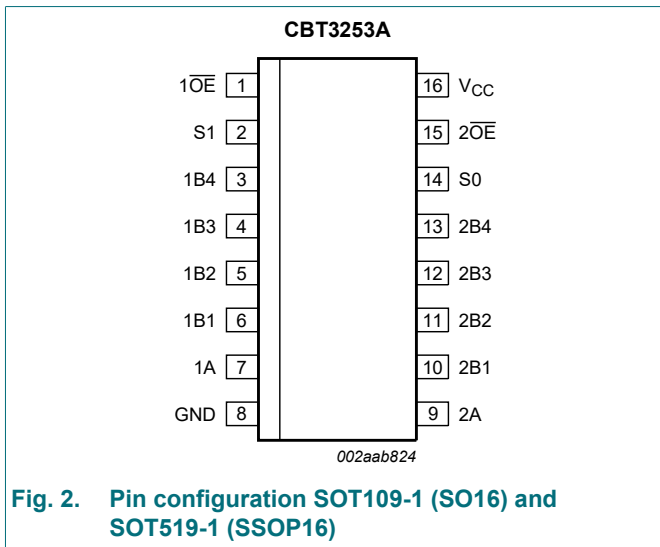 CBT3253A
1O̅E̅ 1 16 VCC
S1 2 15 2O̅E̅
1B4 3 14 S0
1B3 4 13 2B4
1B2 5 12 2B3
1B1 6 11 2B2
1A 7 10 2B1
GND 8 9 2A
002aab824
Fig. 2. Pin configuration SOT109-1 (SO16) and
SOT519-1 (SSOP16)